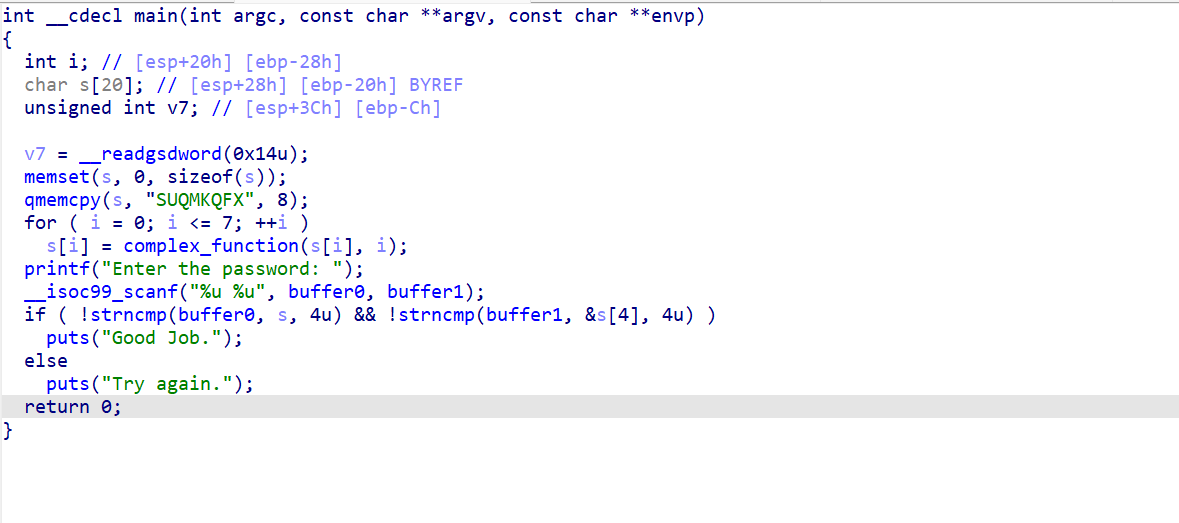 int __cdecl main(int argc, const char **argv, const char **envp)
{
  int i; // [esp+20h] [ebp-28h]
  char s[20]; // [esp+28h] [ebp-20h] BYREF
  unsigned int v7; // [esp+3Ch] [ebp-Ch]

  v7 = __readgsdword(0x14u);
  memset(s, 0, sizeof(s));
  qmemcpy(s, "SUQMKQFX", 8);
  for ( i = 0; i <= 7; ++i )
    s[i] = complex_function(s[i], i);
  printf("Enter the password: ");
  __isoc99_scanf("%u %u", buffer0, buffer1);
  if ( !strncmp(buffer0, s, 4u) && !strncmp(buffer1, &s[4], 4u) )
    puts("Good Job.");
  else
    puts("Try again.");
  return 0;
}